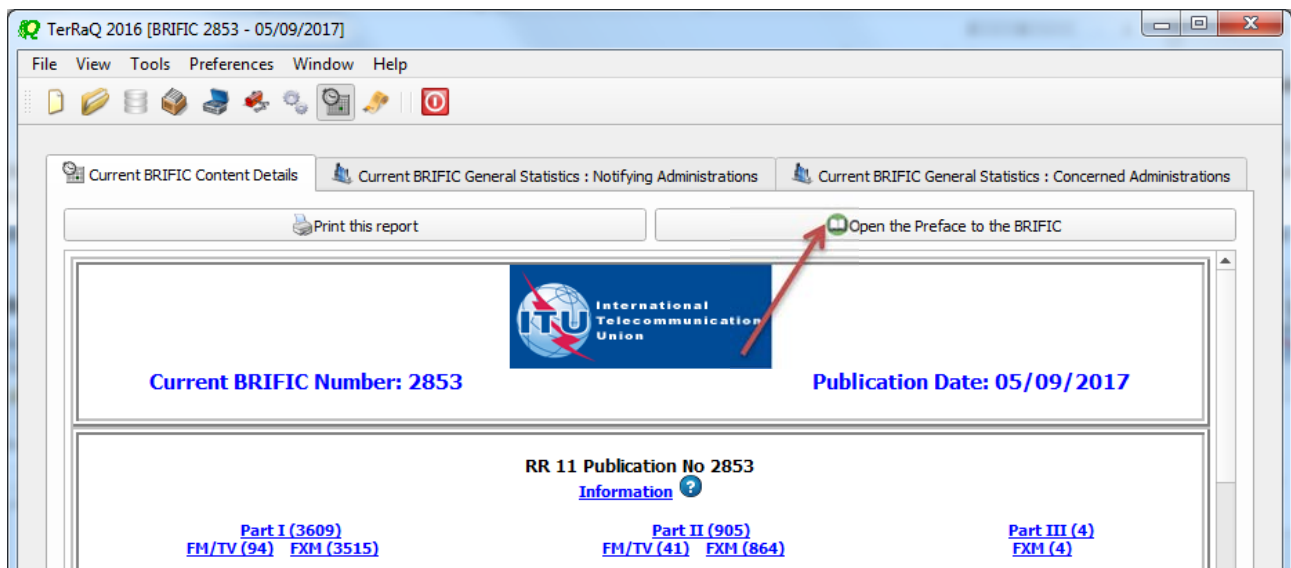 TerRaQ 2016 [BRIFIC 2853 - 05/09/2017]
File View Tools Preferences Window Help
Current BRIFIC Content Details Current BRIFIC General Statistics : Notifying Administrations Current BRIFIC General Statistics : Concerned Administrations
Print this report Open the Preface to the BRIFIC
ITU International
Telecommunication
Union
Current BRIFIC Number: 2853 Publication Date: 05/09/2017
RR 11 Publication No 2853
Information ?
Part I (3609) Part II (905) Part III (4)
FM/TV (94) FXM (3515) FM/TV (41) FXM (864) FXM (4)